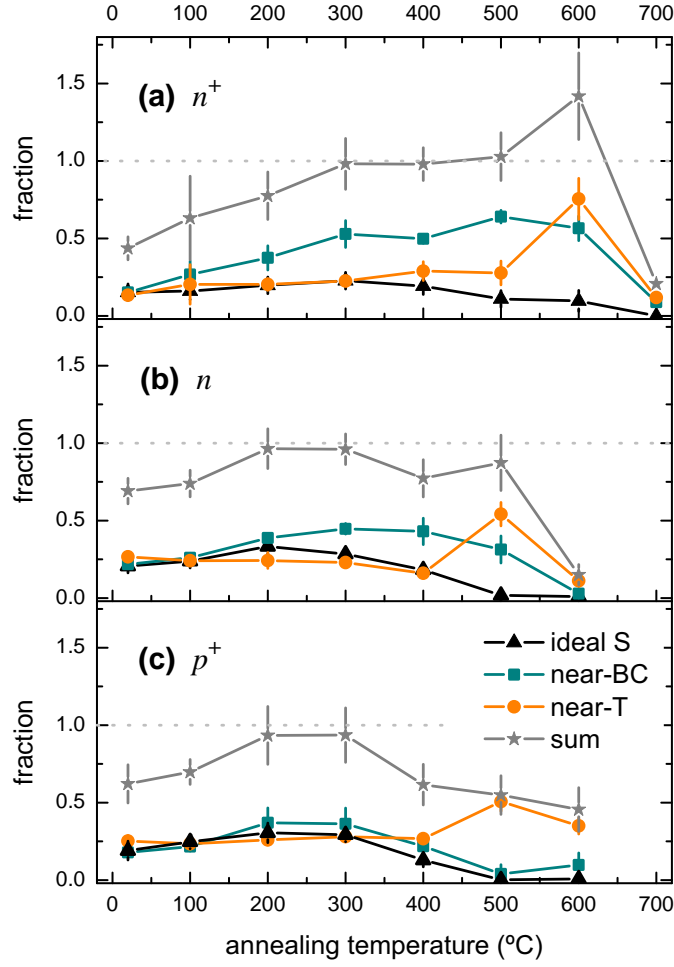 0 100 200 300 400 500 600 700
1.5
(a) n⁺
1.0
fraction
0.5
0.0
1.5
(b) n
1.0
fraction
0.5
0.0
1.5
(c) p⁺
ideal S
near-BC
1.0
near-T
sum
fraction
0.5
0.0
0 100 200 300 400 500 600 700
annealing temperature (ºC)